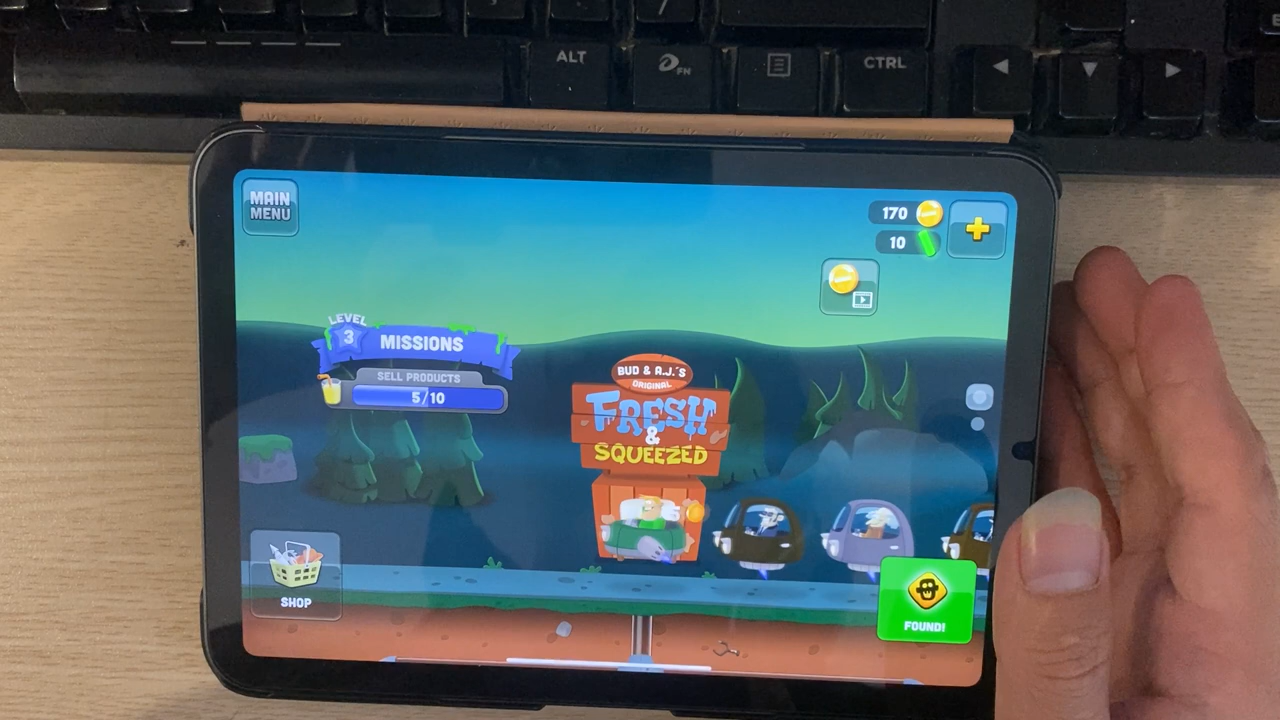 ALT
FN
CTRL
MAIN
MENU
170
10
LEVEL
3
MISSIONS
SELL PRODUCTS
5/10
BUD & A.J.'S
ORIGINAL
FRESH
&
SQUEEZED
SHOP
FOUND!